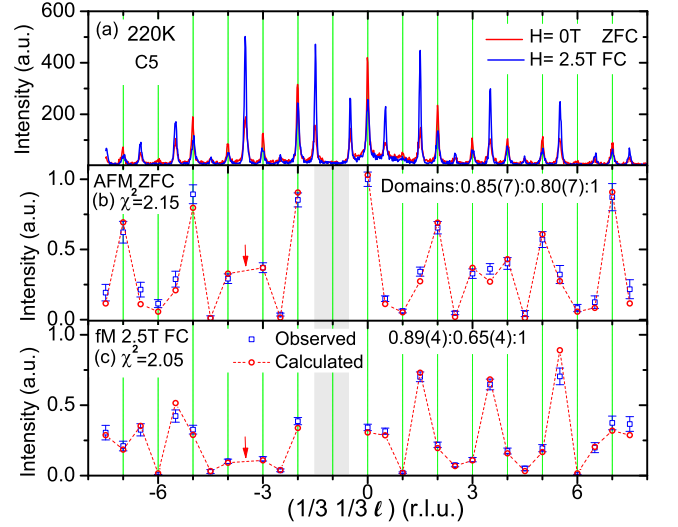 600
(a)
220K
H= 0T ZFC
H= 2.5T FC
C5
400
200
Intensity (a.u.)
1.0
AFM ZFC
Domains:0.85(7):0.80(7):1
(b) χ²=2.15
0.5
Intensity (a.u.)
0.0
1.0
fM 2.5T FC
Observed
0.89(4):0.65(4):1
(c) χ²=2.05
Calculated
0.5
Intensity (a.u.)
0.0
-6 -3 0 3 6
(1/3 1/3 ℓ) (r.l.u.)